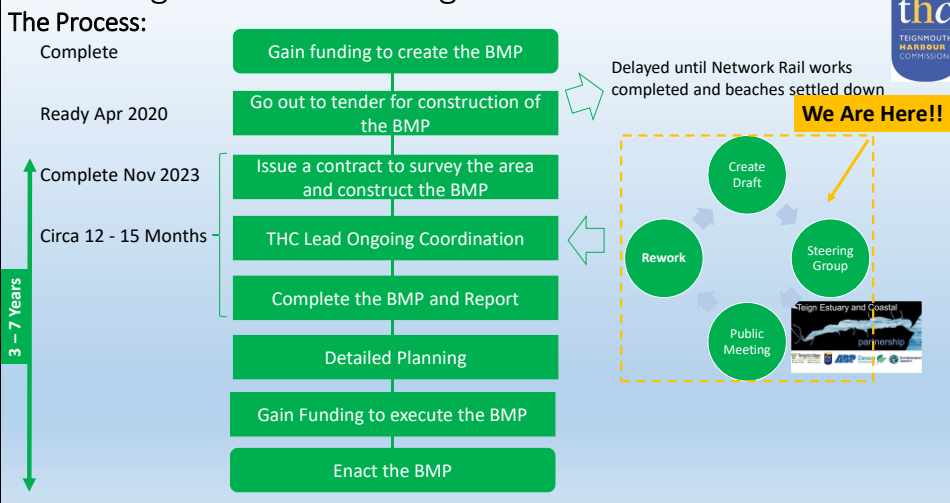 The Process:
thc
TEIGNMOUTH
HARBOUR
COMMISSION
Complete
Gain funding to create the BMP
Delayed until Network Rail works
completed and beaches settled down
Ready Apr 2020
Go out to tender for construction of
the BMP
We Are Here!!
Complete Nov 2023
Issue a contract to survey the area
and construct the BMP
Circa 12 - 15 Months
THC Lead Ongoing Coordination
Complete the BMP and Report
Detailed Planning
Gain Funding to execute the BMP
Enact the BMP
3 – 7 Years
Create
Draft
Steering
Group
Public
Meeting
Rework
Teign Estuary and Coastal
partnership
ABP
Devon